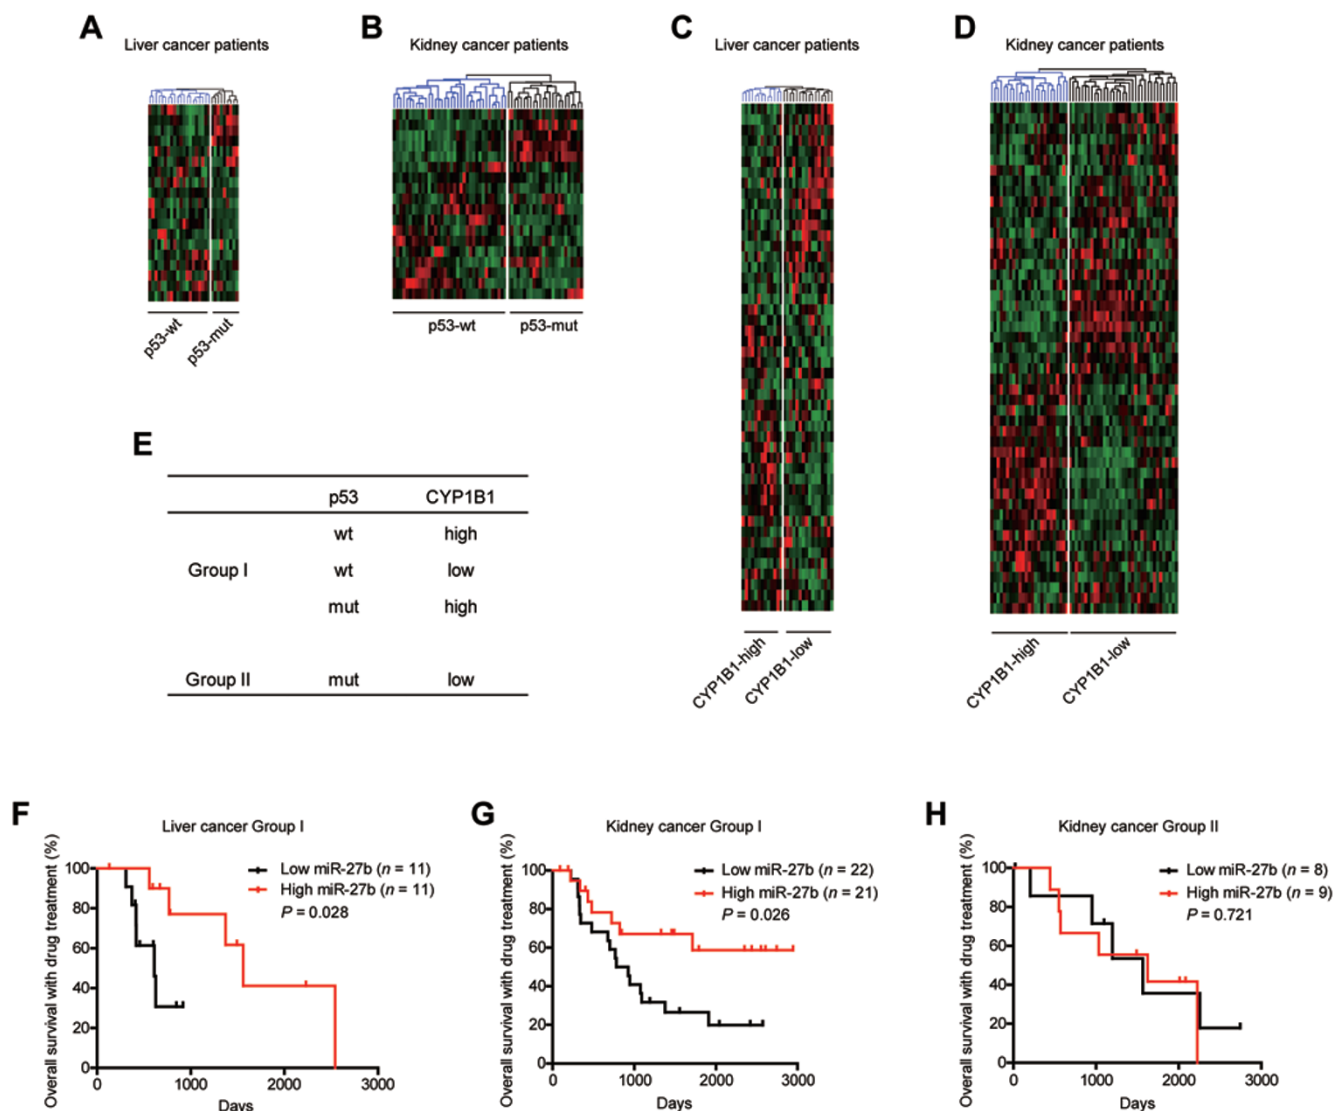 A
Liver cancer patients
p53-wt
p53-mut
B
Kidney cancer patients
p53-wt
p53-mut
C
Liver cancer patients
CYP1B1-high
CYP1B1-low
D
Kidney cancer patients
CYP1B1-high
CYP1B1-low
E
p53 CYP1B1
wt high
Group I wt low
mut high
Group II mut low
F
Liver cancer Group I
Overall survival with drug treatment (%)
100
80
60
40
20
0
0 1000 2000 3000
Days
Low miR-27b (n = 11)
High miR-27b (n = 11)
P = 0.028
G
Kidney cancer Group I
Overall survival with drug treatment (%)
100
80
60
40
20
0
0 1000 2000 3000
Days
Low miR-27b (n = 22)
High miR-27b (n = 21)
P = 0.026
H
Kidney cancer Group II
Overall survival with drug treatment (%)
100
80
60
40
20
0
0 1000 2000 3000
Days
Low miR-27b (n = 8)
High miR-27b (n = 9)
P = 0.721